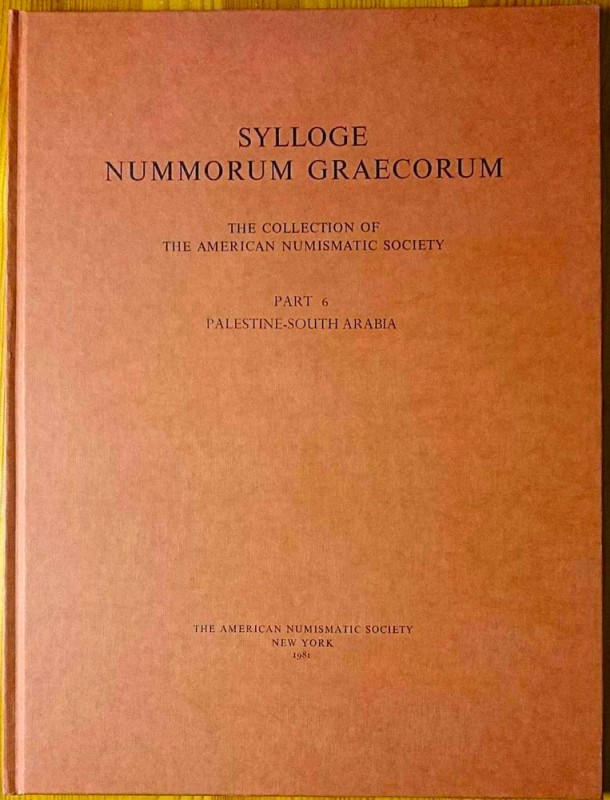 SYLLOGE
NUMMORUM GRAECORUM
THE COLLECTION OF
THE AMERICAN NUMISMATIC SOCIETY
PART 6
PALESTINE-SOUTH ARABIA
THE AMERICAN NUMISMATIC SOCIETY
NEW YORK
1981